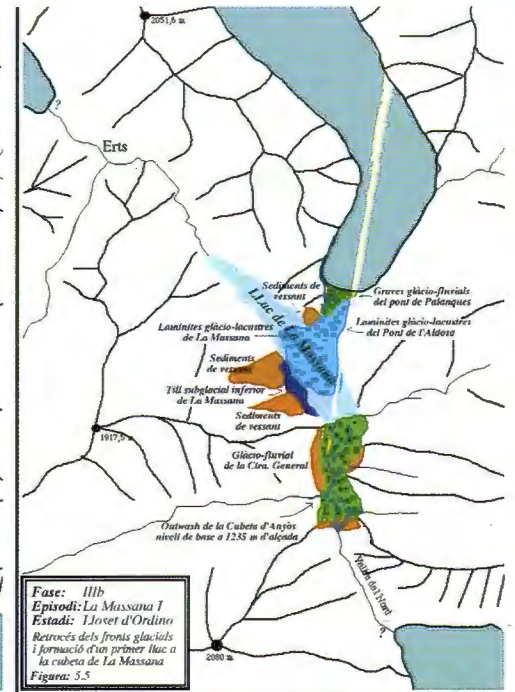 2051,6 m
?
Erts
Sediments de
vessant
LLac de La Massana
Graves glàcio-fluvials
del pont de Palanques
Laminites glàcio-lacustres
de La Massana
Laminites glàcio-lacustres
del Pont de l'Aldosa
Sediments
de vessant
Till subglacial inferior
de La Massana
Sediments
de vessant
1917,5 m
Glàcio-fluvial
de la Ctra. General
Outwash de la Cubeta d'Anyós
nivell de base a 1235 m d'alçada
Valira del Nord
?
2080 m
Fase: IIIb
Episodi: La Massana I
Estadi: LLoset d'Ordino
Retrocés dels fronts glacials
i formació d'un primer llac a
la cubeta de La Massana
Figura: 5.5